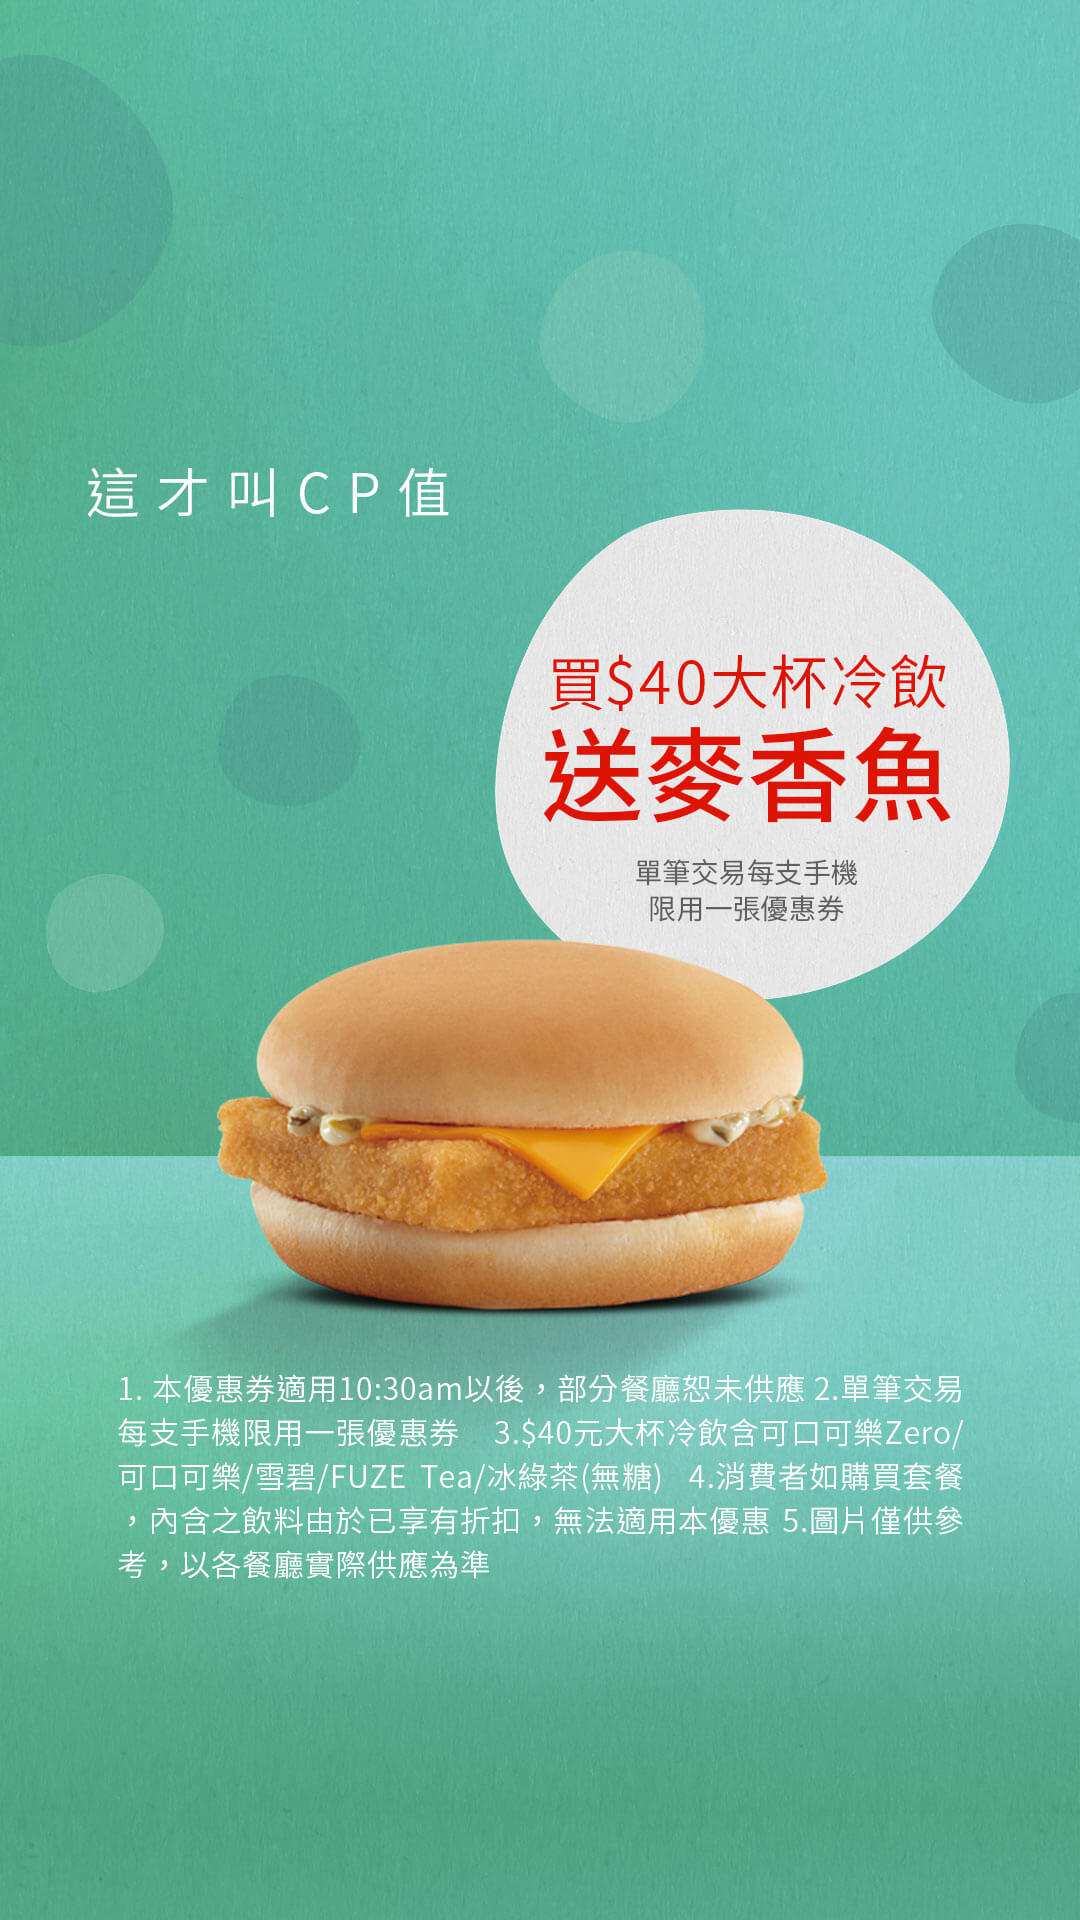 這才叫CP值
買$40大杯冷飲
送麥香魚
單筆交易每支手機
限用一張優惠券
1. 本優惠券適用10:30am以後，部分餐廳恕未供應 2.單筆交易
每支手機限用一張優惠券　3.$40元大杯冷飲含可口可樂Zero/
可口可樂/雪碧/FUZE Tea/冰綠茶(無糖)　4.消費者如購買套餐
，內含之飲料由於已享有折扣，無法適用本優惠 5.圖片僅供參
考，以各餐廳實際供應為準